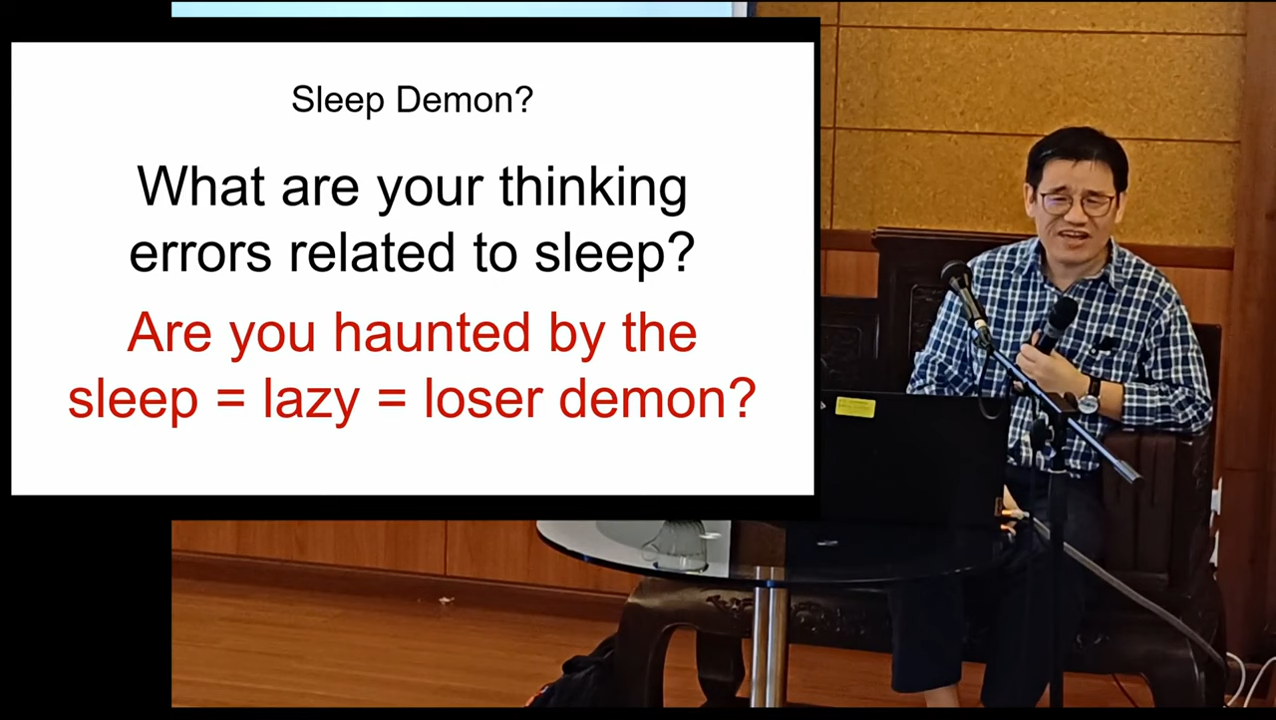 Sleep Demon?
What are your thinking
errors related to sleep?
Are you haunted by the
sleep = lazy = loser demon?